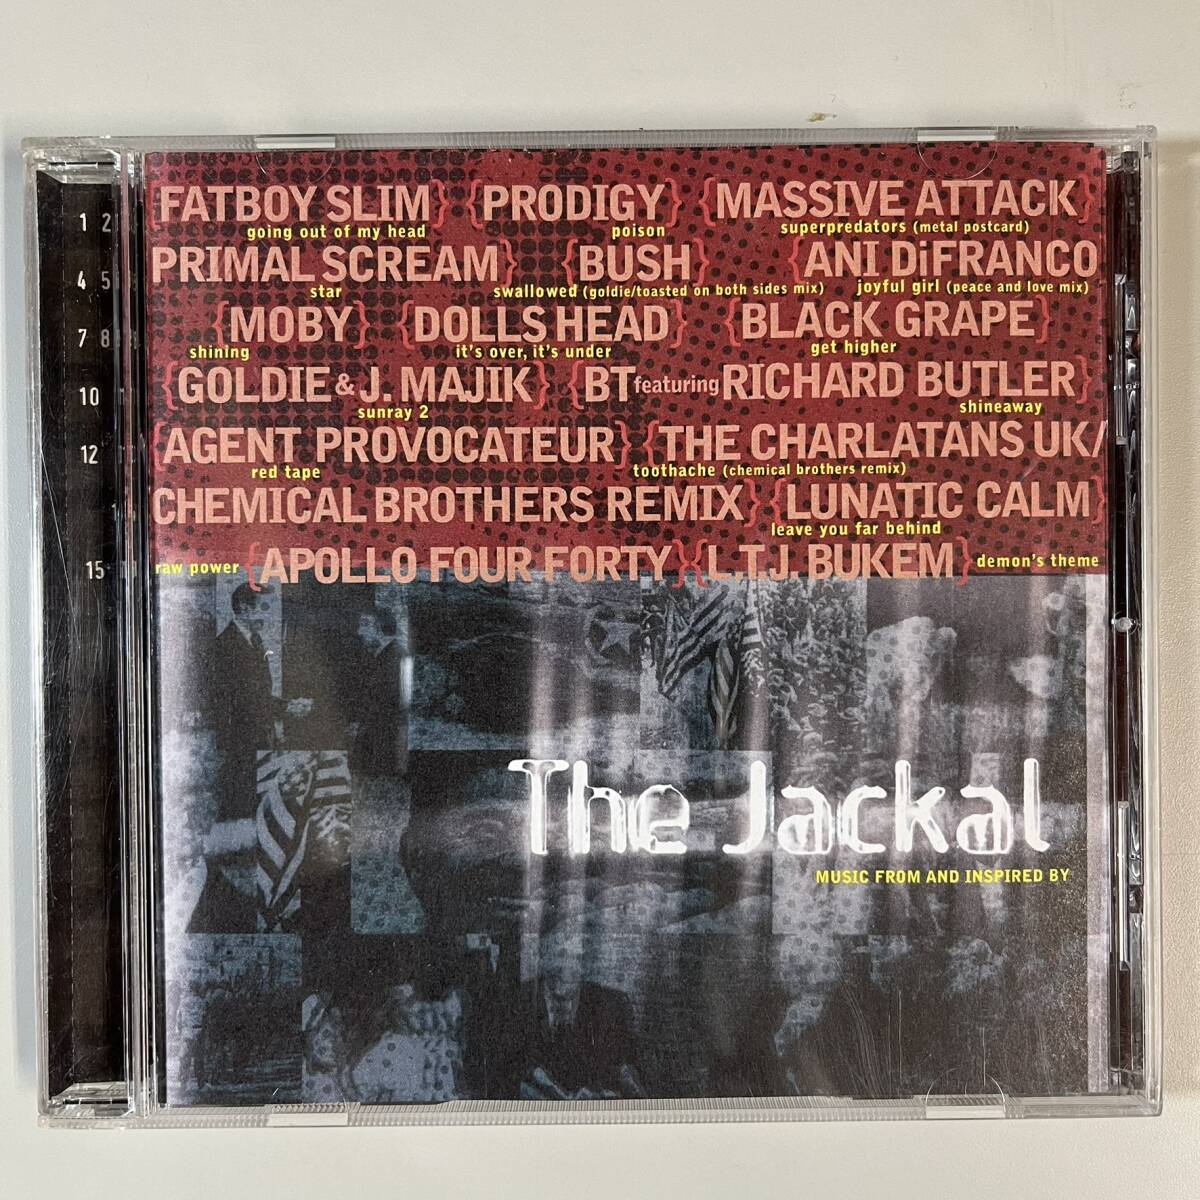 {FATBOY SLIM} {PRODIGY} {MASSIVE ATTACK}
going out of my head poison superpredators (metal postcard)
PRIMAL SCREAM} {BUSH} {ANI DiFRANCO
star swallowed (goldie/toasted on both sides mix) joyful girl (peace and love mix)
{MOBY} {DOLLS HEAD} {BLACK GRAPE}
shining it's over, it's under get higher
{GOLDIE & J. MAJIK} {BT featuring RICHARD BUTLER}
sunray 2 shineaway
{AGENT PROVOCATEUR} {THE CHARLATANS UK/
red tape toothache (chemical brothers remix)
CHEMICAL BROTHERS REMIX} {LUNATIC CALM}
leave you far behind
raw power {APOLLO FOUR FORTY} {L.T.J. BUKEM} demon's theme
The Jackal
MUSIC FROM AND INSPIRED BY
1 2
4 5
7 8
10
12
15